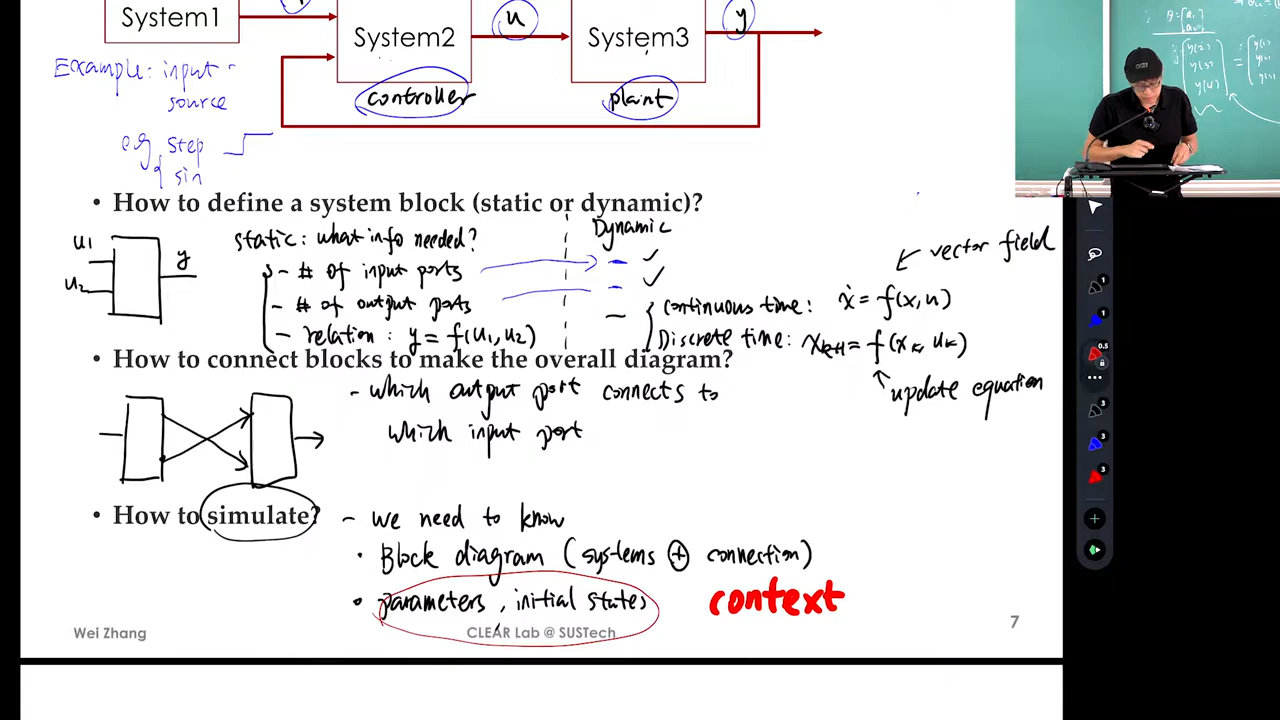 System1
System2
u
System3
y
Example: input
source
controller
plaint
eg step
sin
• How to define a system block (static or dynamic)?
u1
u2
y
static: what info needed?
- # of input ports
- # of output ports
- relation: y = f(u1, u2)
Dynamic
continuous time: ẋ = f(x, u)
Discrete time: xk+1 = f(xk, uk)
vector field
update equation
• How to connect blocks to make the overall diagram?
- which output port connects to
which input port
• How to simulate?
- we need to know
· Block diagram (systems + connection)
• parameters, initial states
context
Wei Zhang
CLEAR Lab @ SUSTech
7